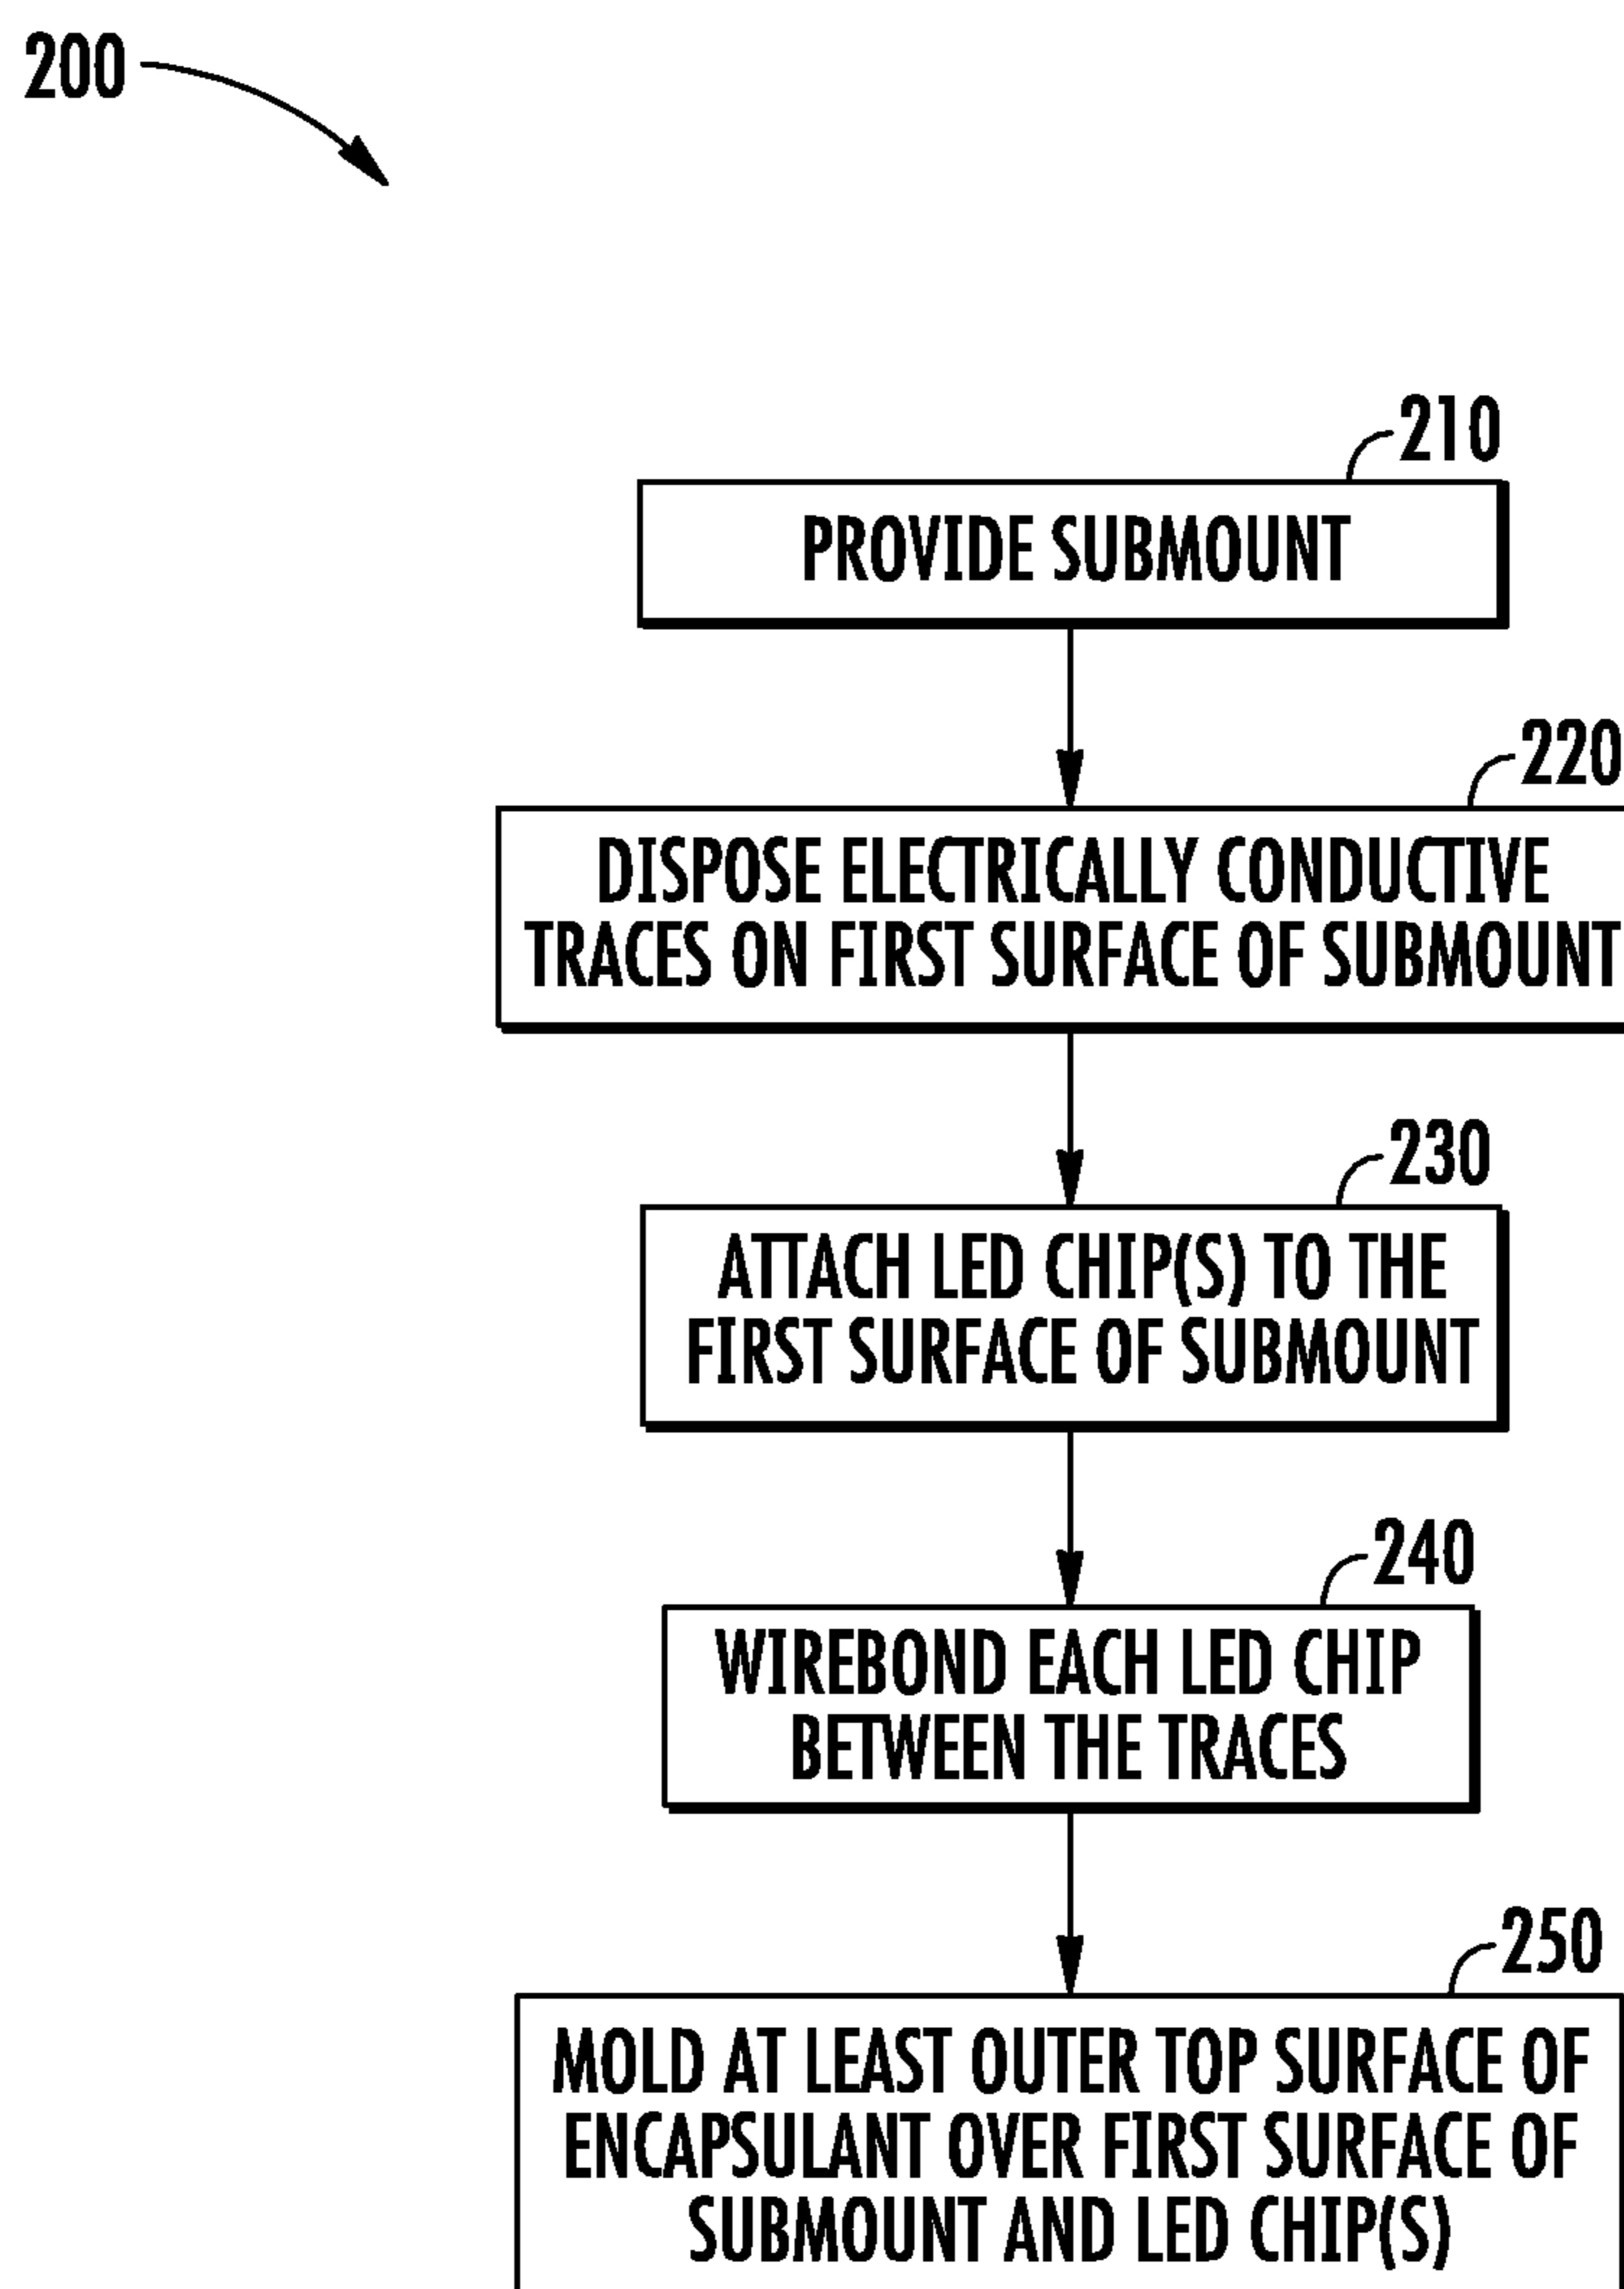 200
210
PROVIDE SUBMOUNT
220
DISPOSE ELECTRICALLY CONDUCTIVE
TRACES ON FIRST SURFACE OF SUBMOUNT
230
ATTACH LED CHIP(S) TO THE
FIRST SURFACE OF SUBMOUNT
240
WIREBOND EACH LED CHIP
BETWEEN THE TRACES
250
MOLD AT LEAST OUTER TOP SURFACE OF
ENCAPSULANT OVER FIRST SURFACE OF
SUBMOUNT AND LED CHIP(S)